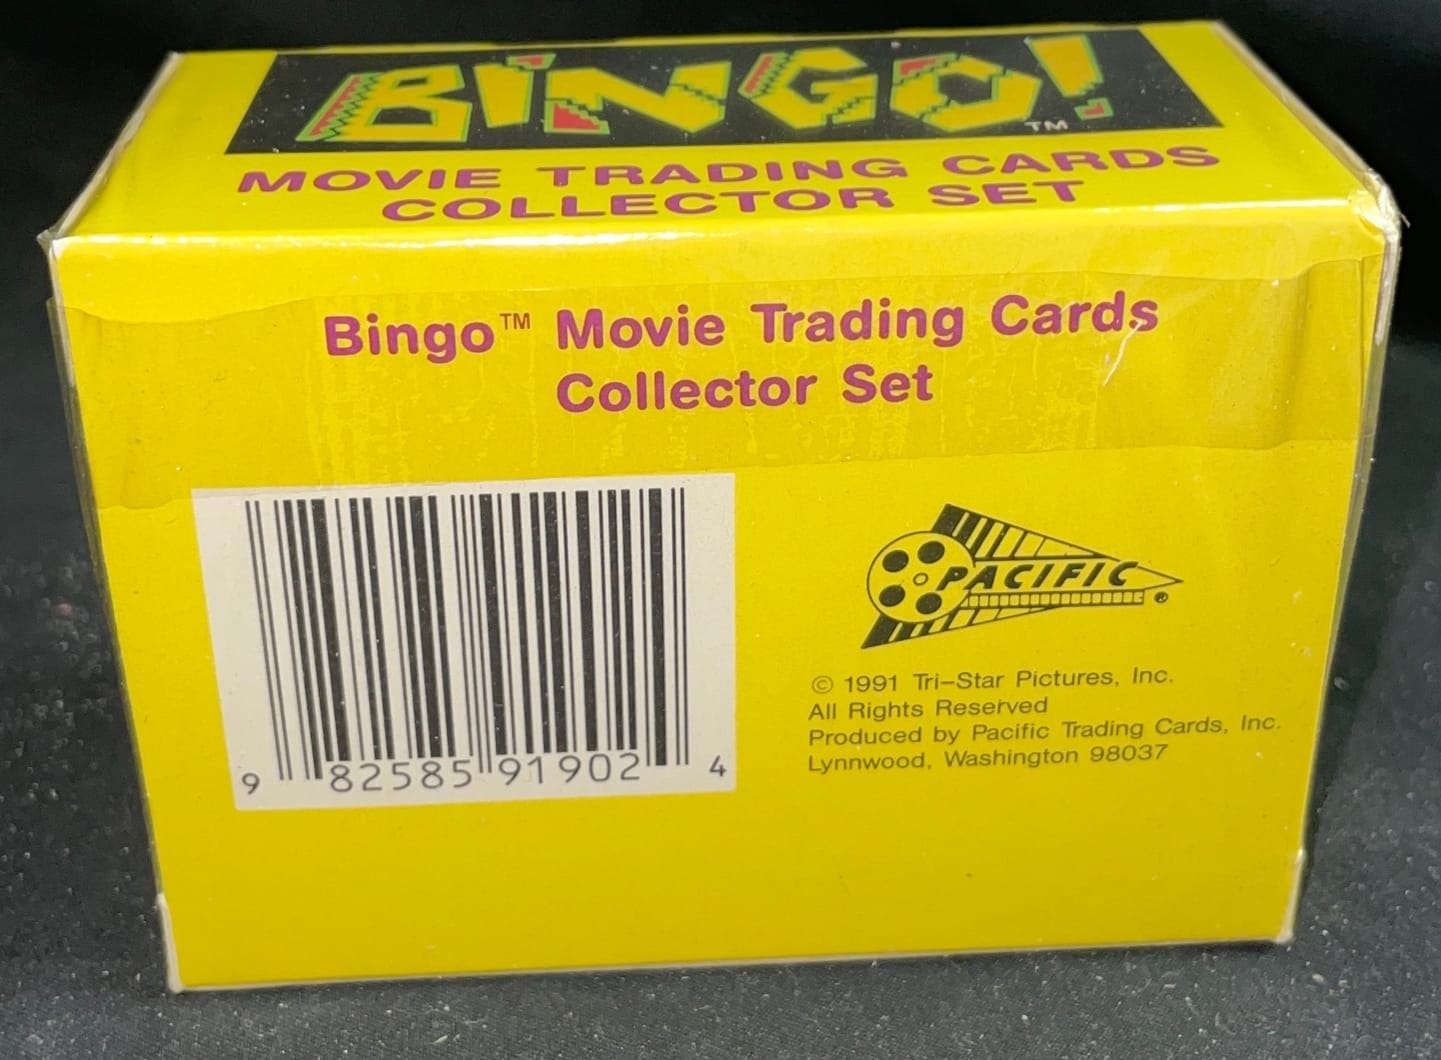 BINGO!
TM
MOVIE TRADING CARDS
COLLECTOR SET
Bingo™ Movie Trading Cards
Collector Set
9 82585 91902 4
PACIFIC ®
© 1991 Tri-Star Pictures, Inc.
All Rights Reserved
Produced by Pacific Trading Cards, Inc.
Lynnwood, Washington 98037